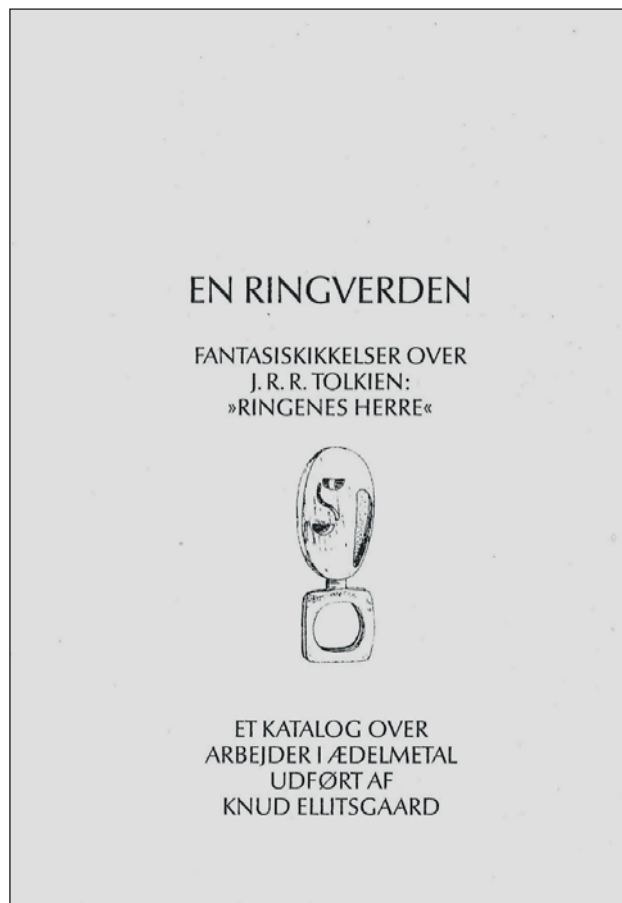 EN RINGVERDEN
FANTASISKIKKELSER OVER
J. R. R. TOLKIEN:
»RINGENES HERRE«
ET KATALOG OVER
ARBEJDER I ÆDELMETAL
UDFØRT AF
KNUD ELLITSGAARD